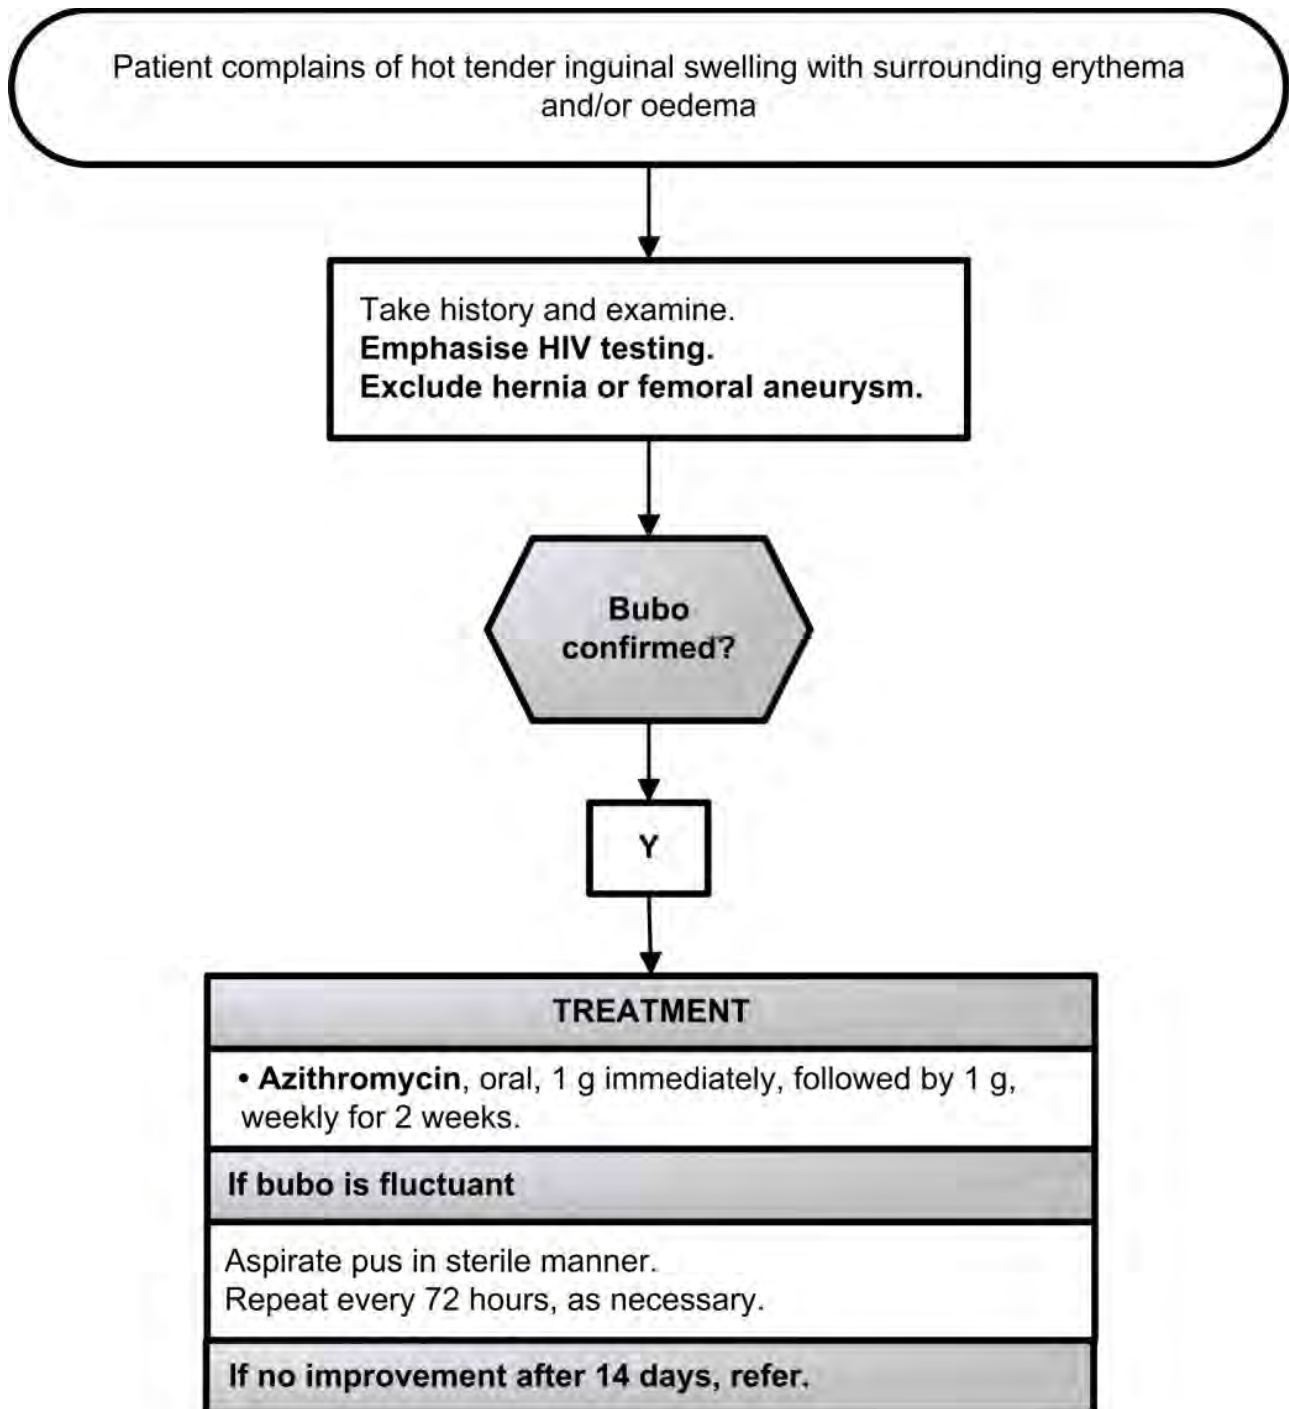 Patient complains of hot tender inguinal swelling with surrounding erythema
and/or oedema
Take history and examine.
Emphasise HIV testing.
Exclude hernia or femoral aneurysm.
Bubo
confirmed?
Y
TREATMENT
• Azithromycin, oral, 1 g immediately, followed by 1 g,
weekly for 2 weeks.
If bubo is fluctuant
Aspirate pus in sterile manner.
Repeat every 72 hours, as necessary.
If no improvement after 14 days, refer.